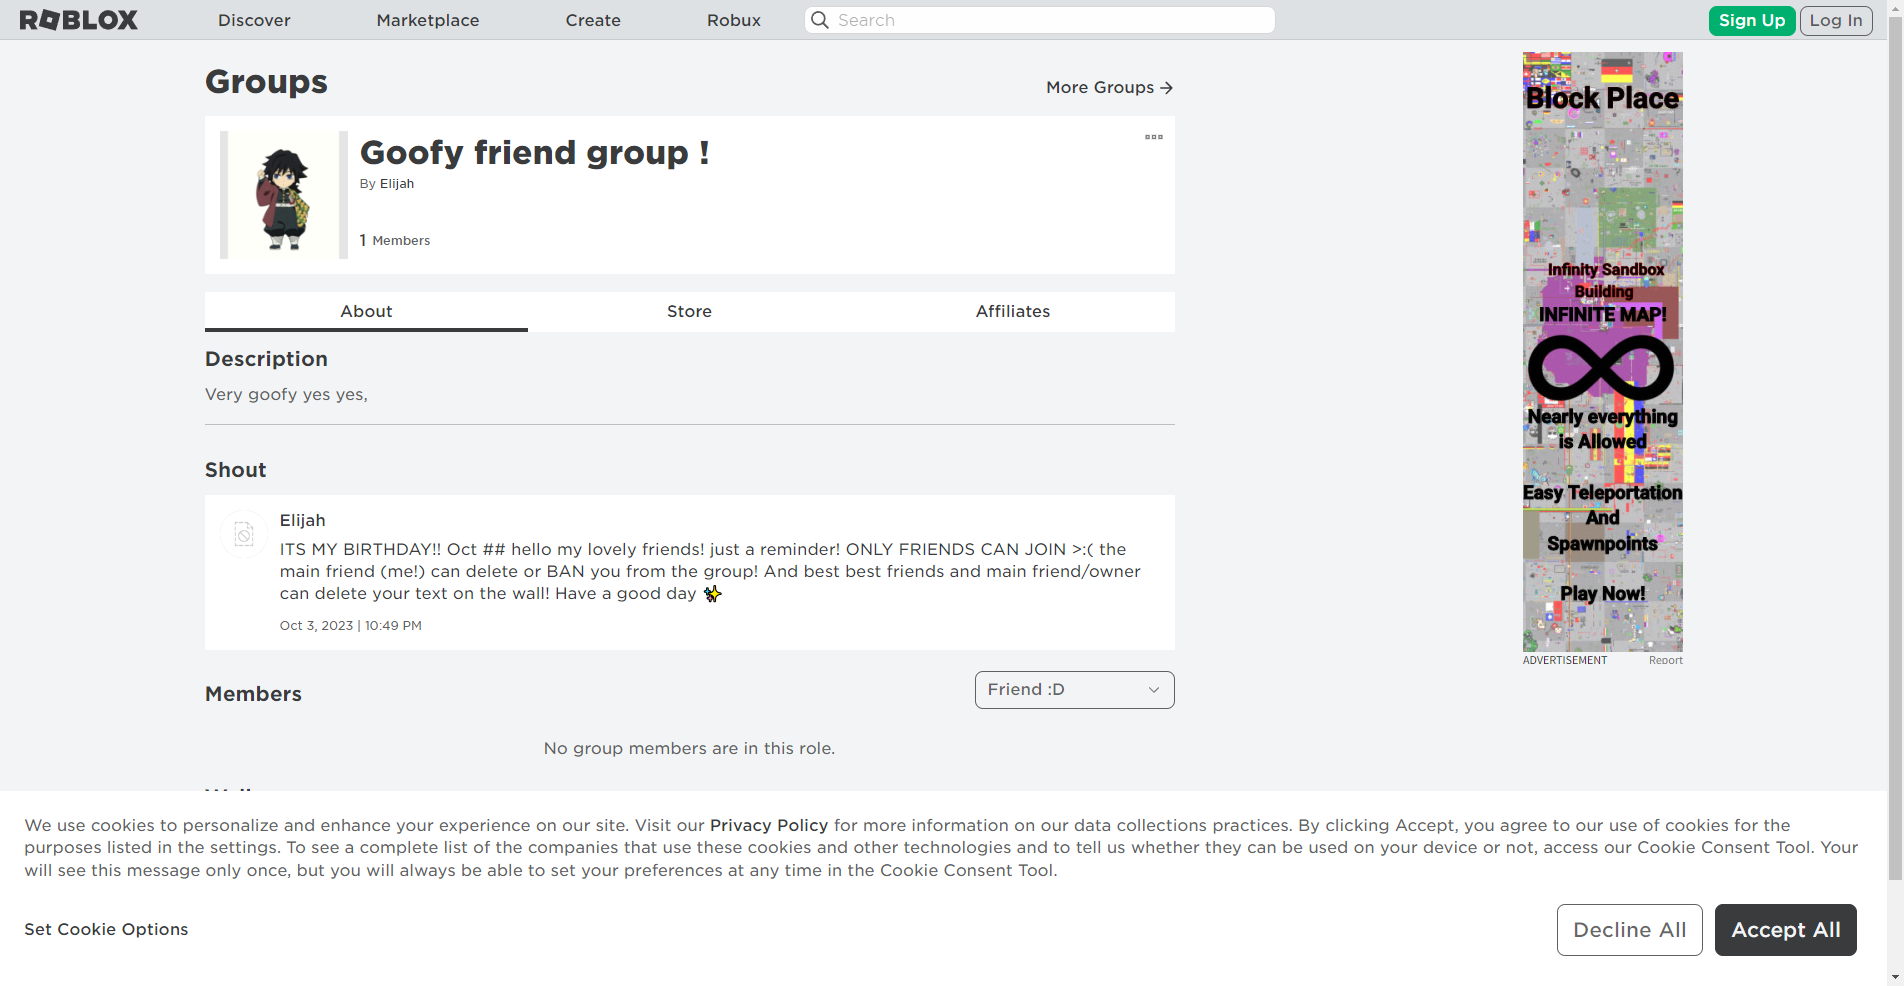 ROBLOX
Discover
Marketplace
Create
Robux
Search
Sign Up
Log In
Groups
More Groups
Goofy friend group !
By Elijah
1 Members
About
Store
Affiliates
Description
Very goofy yes yes,
Shout
Elijah
ITS MY BIRTHDAY!! Oct ## hello my lovely friends! just a reminder! ONLY FRIENDS CAN JOIN >:( the
main friend (me!) can delete or BAN you from the group! And best best friends and main friend/owner
can delete your text on the wall! Have a good day ✨
Oct 3, 2023 | 10:49 PM
Members
Friend :D
No group members are in this role.
Block Place
Infinity Sandbox
Building
INFINITE MAP!
Nearly everything
is Allowed
Easy Teleportation
And
Spawnpoints
Play Now!
ADVERTISEMENT
Report
We use cookies to personalize and enhance your experience on our site. Visit our Privacy Policy for more information on our data collections practices. By clicking Accept, you agree to our use of cookies for the
purposes listed in the settings. To see a complete list of the companies that use these cookies and other technologies and to tell us whether they can be used on your device or not, access our Cookie Consent Tool. Your
will see this message only once, but you will always be able to set your preferences at any time in the Cookie Consent Tool.
Set Cookie Options
Decline All
Accept All